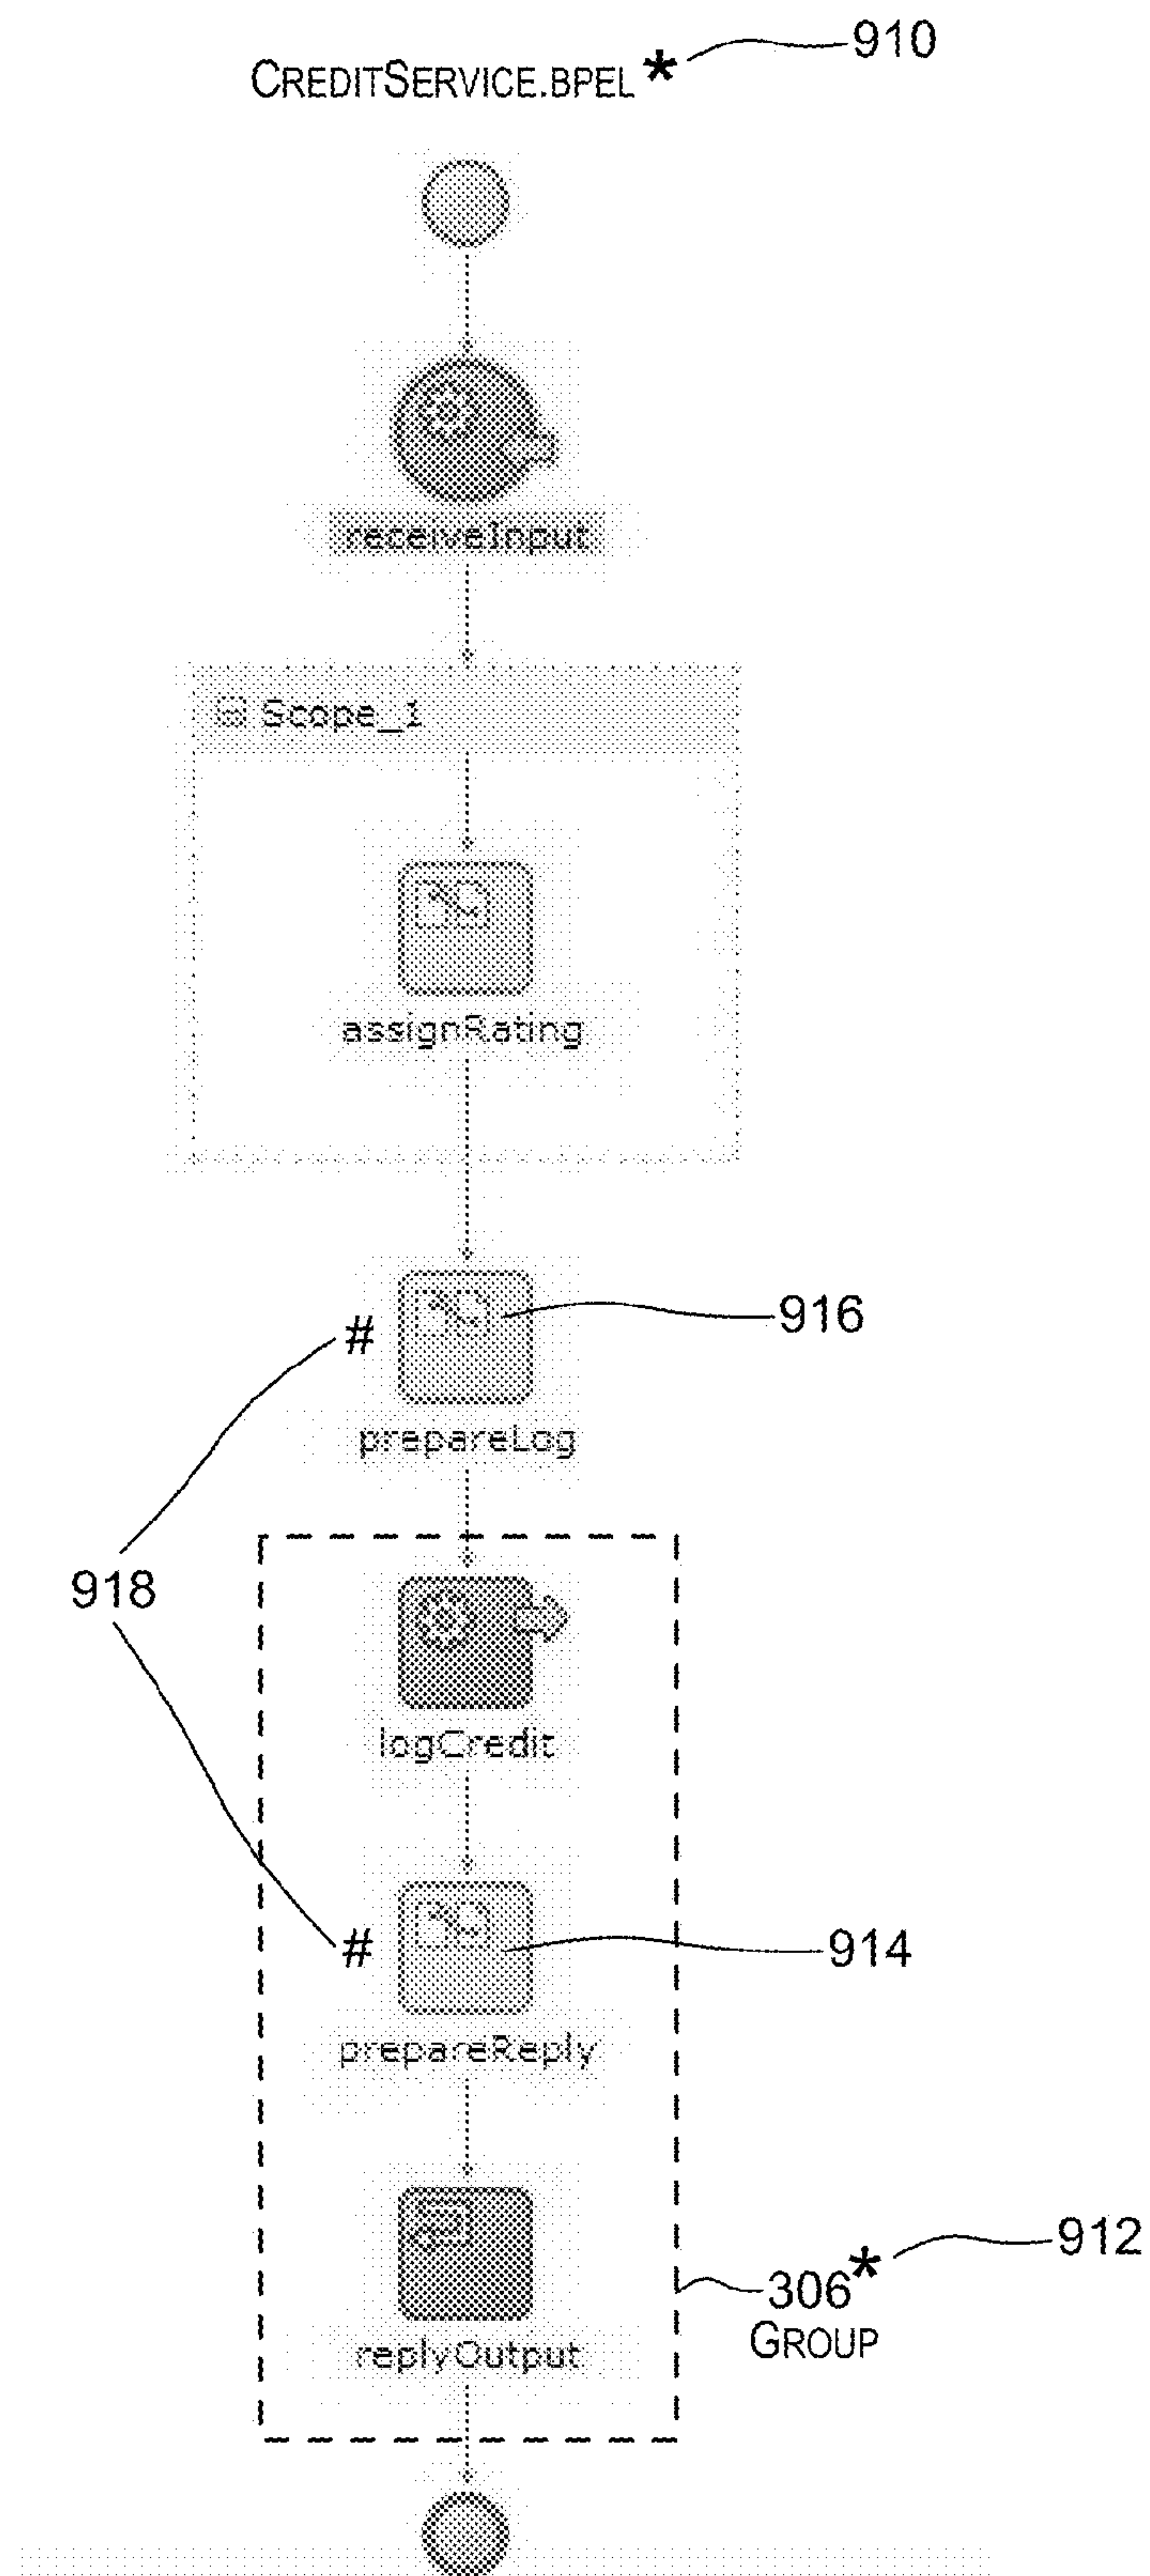 910
CREDITSERVICE.BPEL *
receiveInput
Scope_1
assignRating
916
#
prepareLog
918
logCredit
#
914
prepareReply
912
306*
GROUP
replyOutput